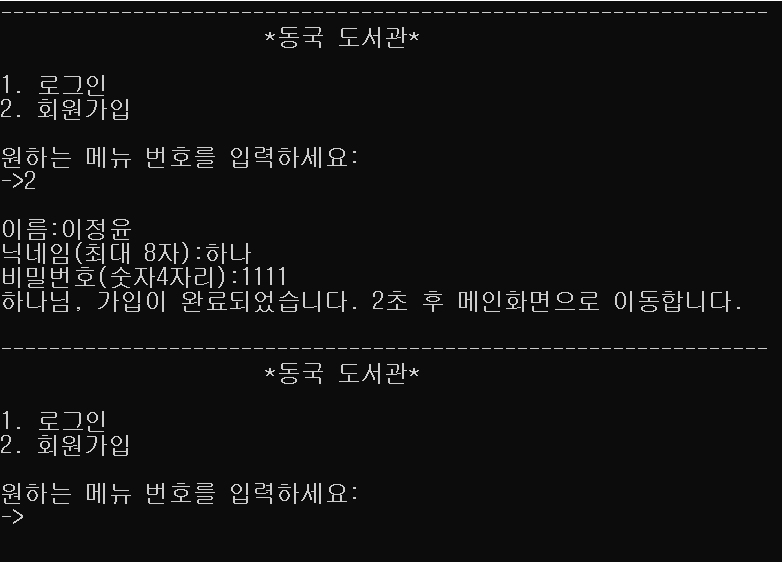 ----------------------------------------------------------------
*동국 도서관*
1. 로그인
2. 회원가입
원하는 메뉴 번호를 입력하세요:
->2
이름:이정윤
닉네임(최대 8자):하나
비밀번호(숫자4자리):1111
하나님, 가입이 완료되었습니다. 2초 후 메인화면으로 이동합니다.
----------------------------------------------------------------
*동국 도서관*
1. 로그인
2. 회원가입
원하는 메뉴 번호를 입력하세요:
->